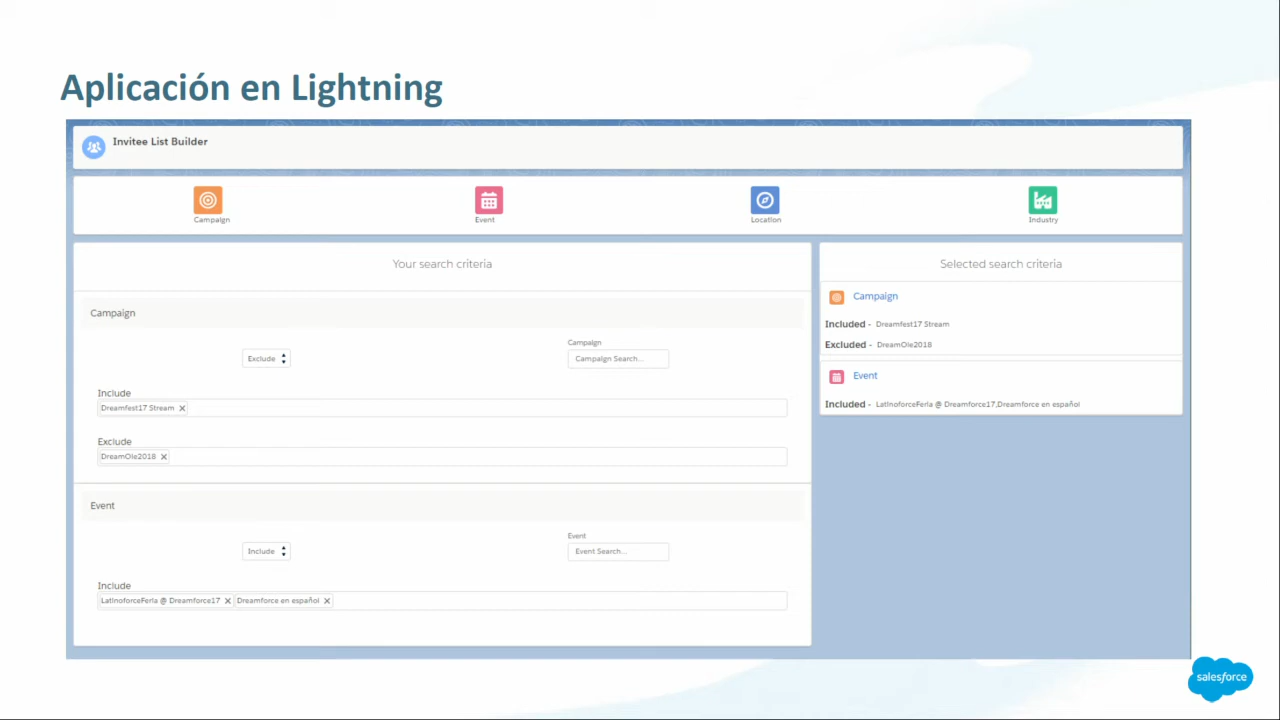 Aplicación en Lightning
Invitee List Builder
Campaign
Event
Location
Industry
Your search criteria
Campaign
Exclude
Campaign
Campaign Search...
Include
Dreamfest17 Stream
Exclude
DreamOle2018
Event
Include
Event
Event Search...
Include
LatinoforceFeria @ Dreamforce17 Dreamforce en español
Selected search criteria
Campaign
Included - Dreamfest17 Stream
Excluded - DreamOle2018
Event
Included - LatinoforceFeria @ Dreamforce17,Dreamforce en español
salesforce